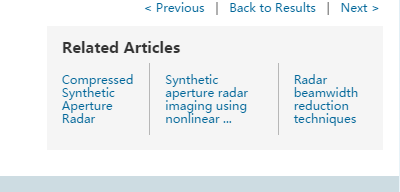 < Previous | Back to Results | Next >
Related Articles
Compressed
Synthetic
Aperture
Radar
Synthetic
aperture radar
imaging using
nonlinear ...
Radar
beamwidth
reduction
techniques